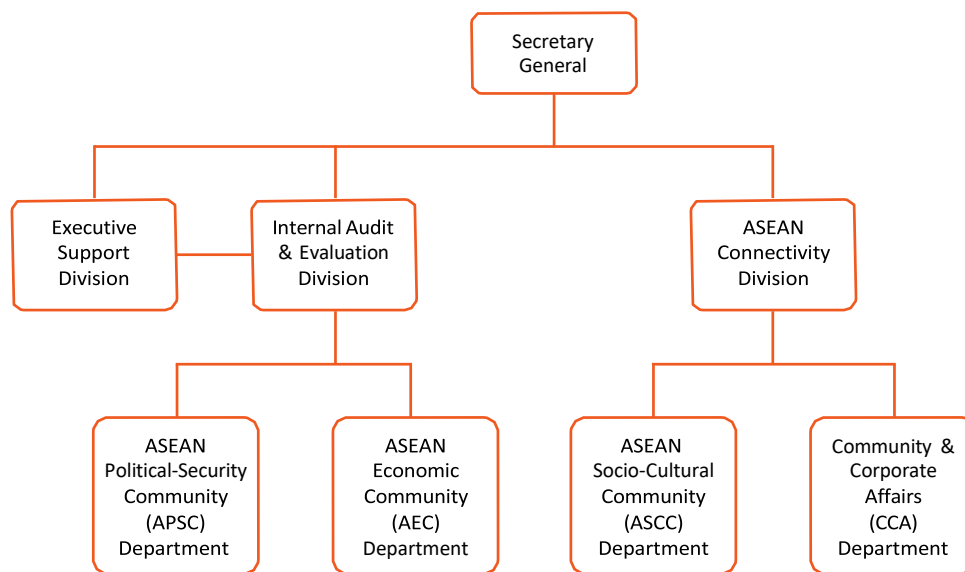 Secretary
General
Executive
Support
Division
Internal Audit
& Evaluation
Division
ASEAN
Connectivity
Division
ASEAN
Political-Security
Community
(APSC)
Department
ASEAN
Economic
Community
(AEC)
Department
ASEAN
Socio-Cultural
Community
(ASCC)
Department
Community &
Corporate
Affairs
(CCA)
Department